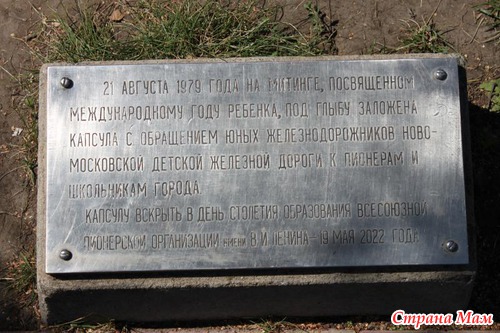 21 АВГУСТА 1979 ГОДА НА МИТИНГЕ, ПОСВЯЩЕННОМ
МЕЖДУНАРОДНОМУ ГОДУ РЕБЕНКА, ПОД ГЛЫБУ ЗАЛОЖЕНА
КАПСУЛА С ОБРАЩЕНИЕМ ЮНЫХ ЖЕЛЕЗНОДОРОЖНИКОВ НОВО-
МОСКОВСКОЙ ДЕТСКОЙ ЖЕЛЕЗНОЙ ДОРОГИ К ПИОНЕРАМ И
ШКОЛЬНИКАМ ГОРОДА.
КАПСУЛУ ВСКРЫТЬ В ДЕНЬ СТОЛЕТИЯ ОБРАЗОВАНИЯ ВСЕСОЮЗНОЙ
ПИОНЕРСКОЙ ОРГАНИЗАЦИИ ИМЕНИ В.И.ЛЕНИНА – 19 МАЯ 2022 ГОДА.
Страна Мам